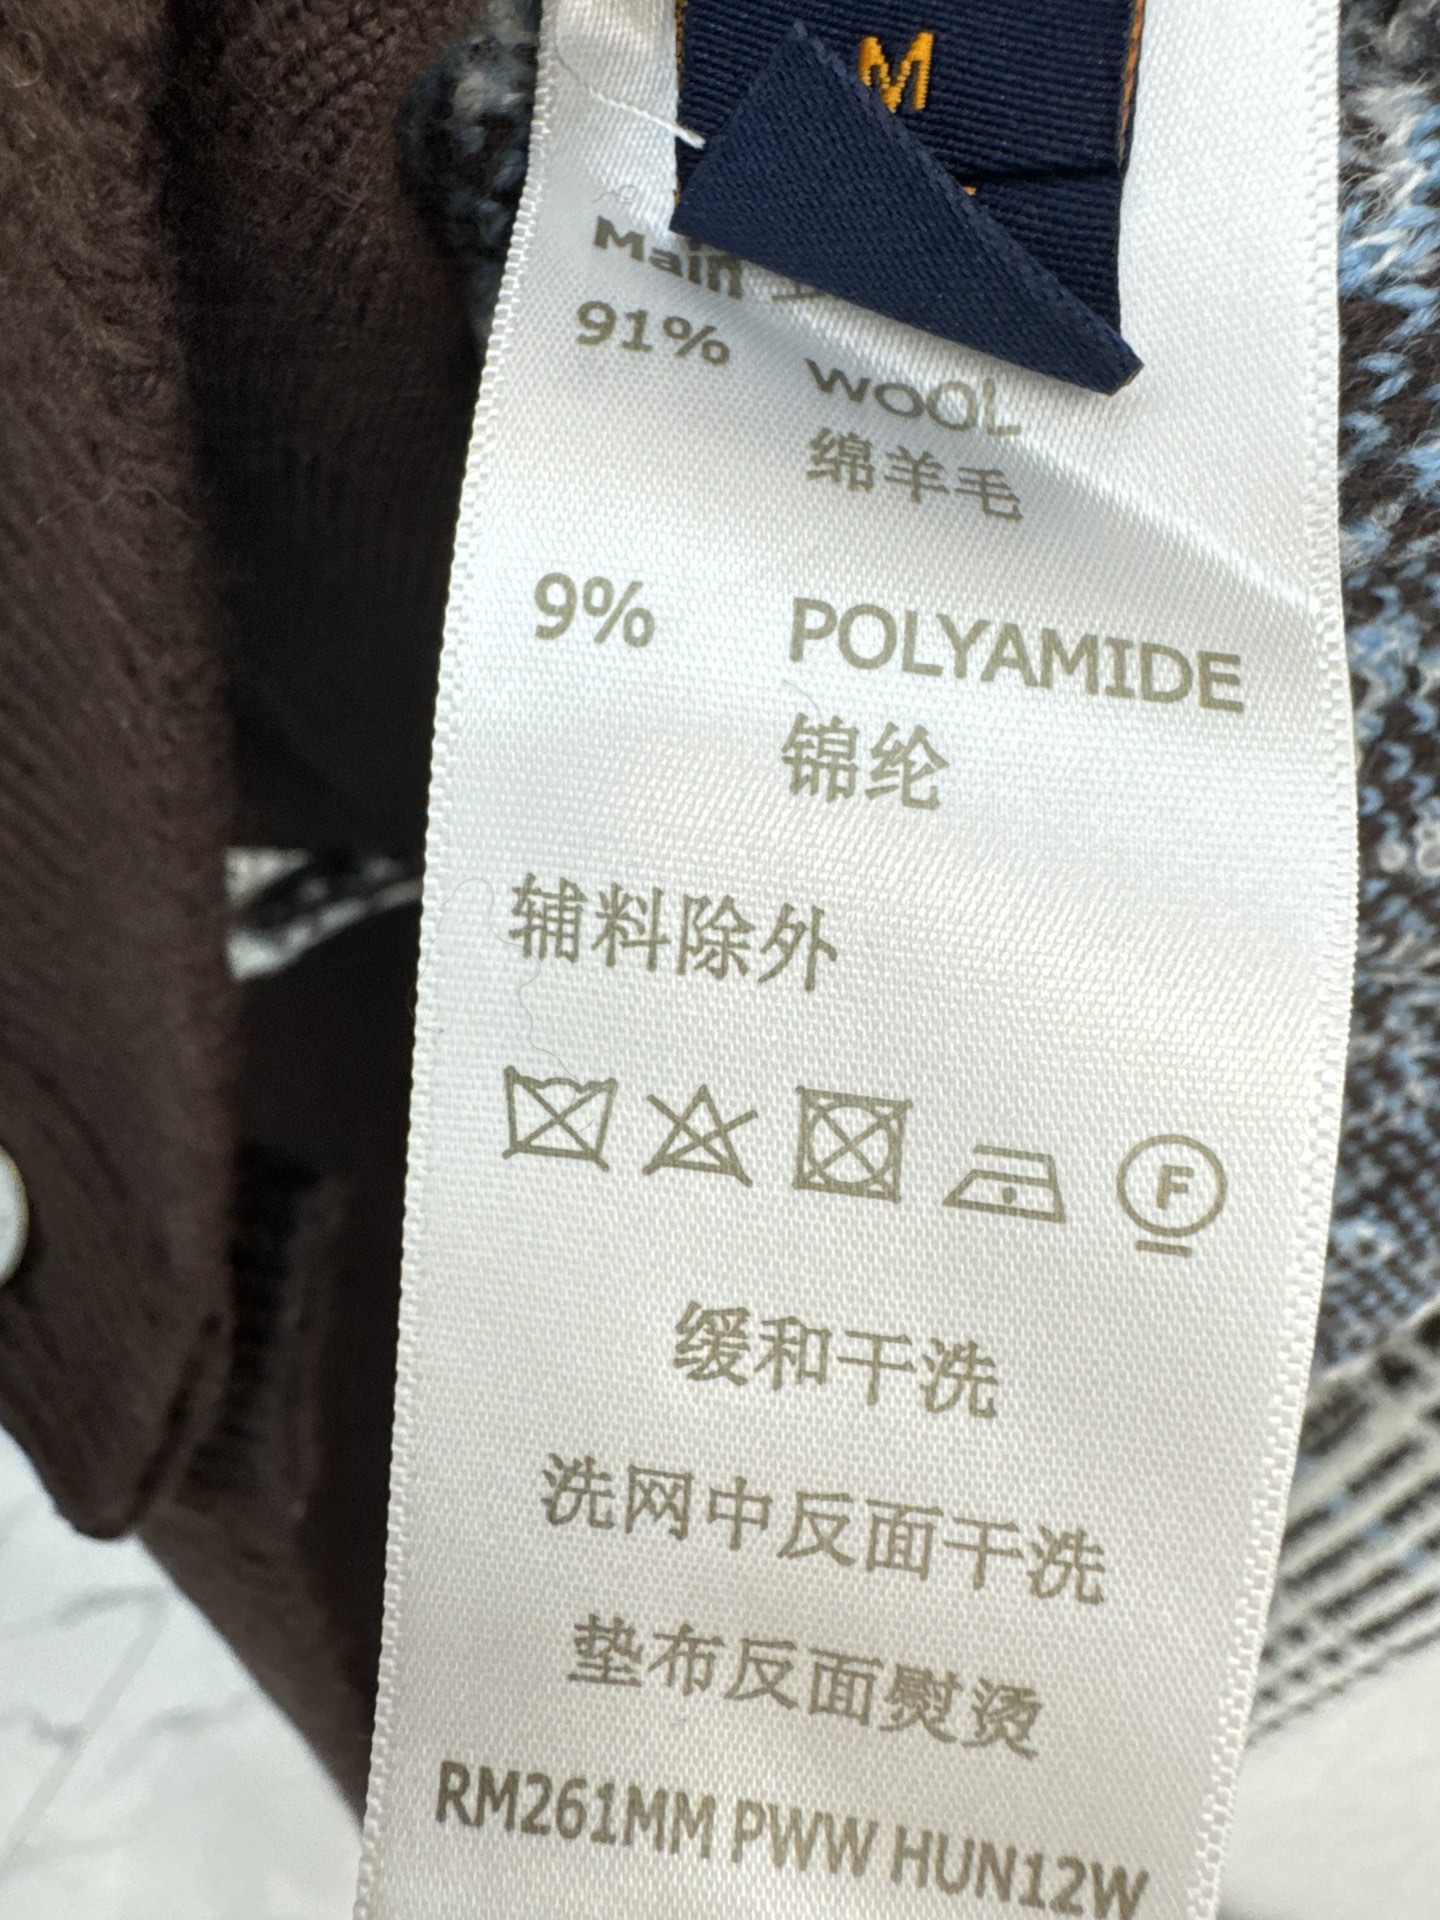 M
Main
91% WOOL
绵羊毛
9% POLYAMIDE
锦纶
辅料除外
F
缓和干洗
洗网中反面干洗
垫布反面熨烫
RM261MM PWW HUN12W